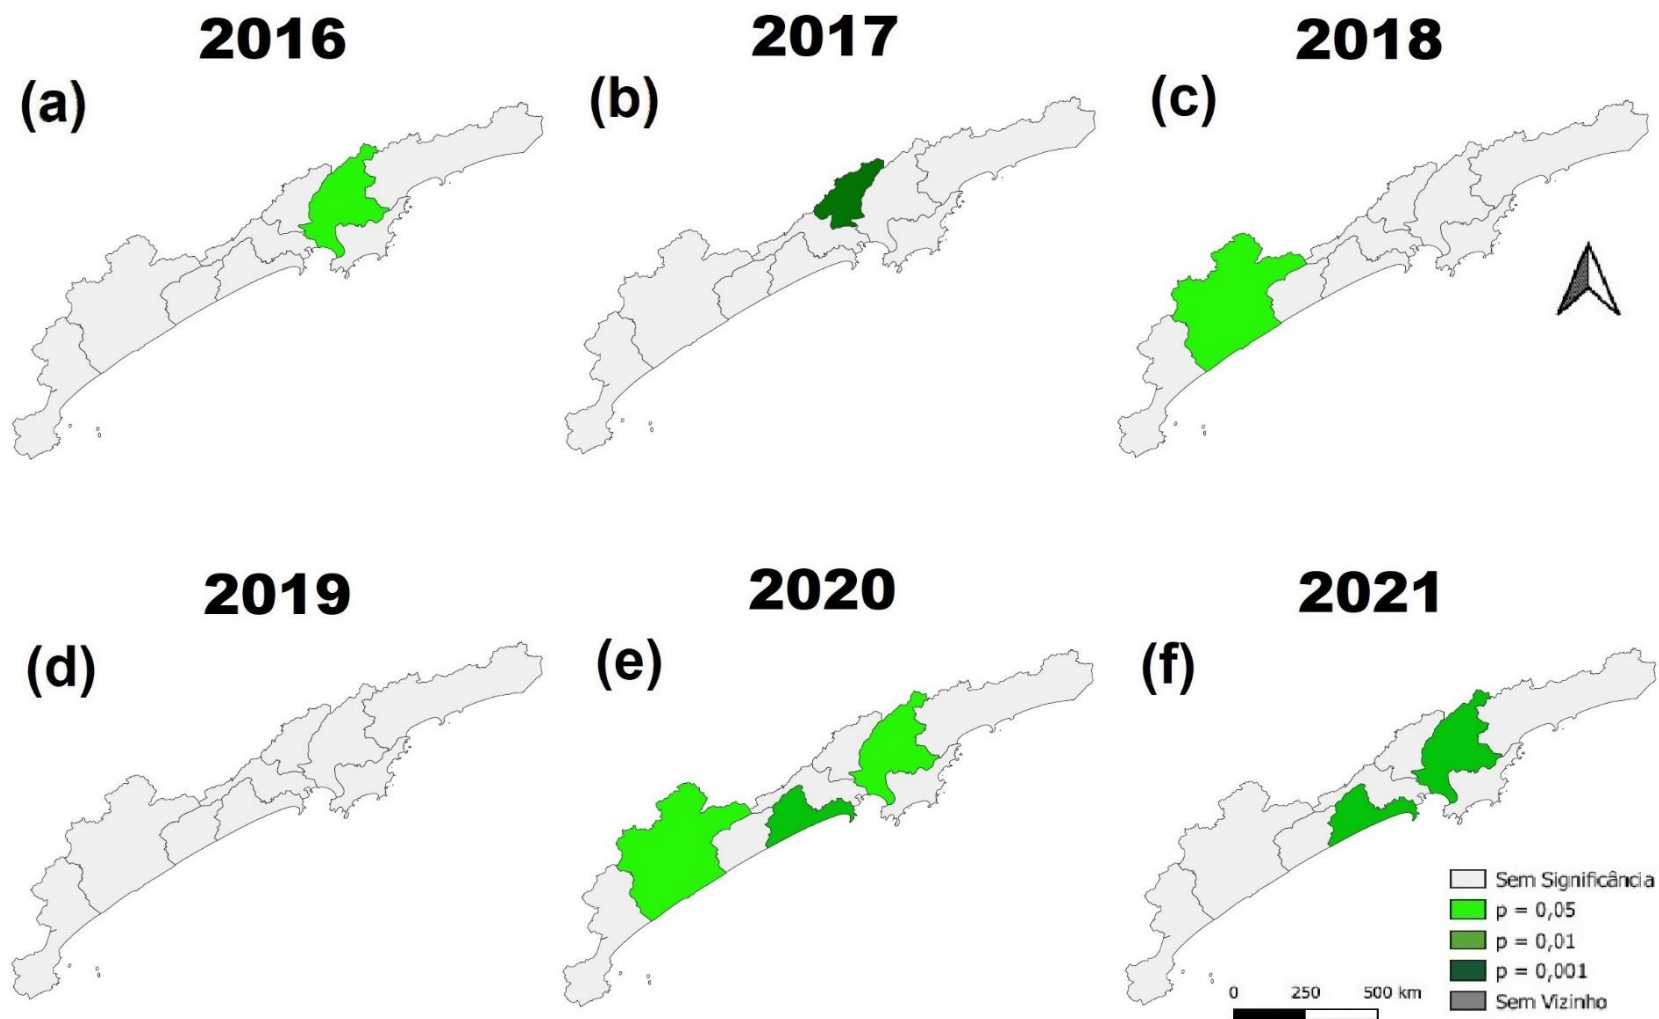 2016
2017
2018
(a)
(b)
(c)
2019
2020
2021
(d)
(e)
(f)
Sem Significância
p = 0,05
p = 0,01
p = 0,001
Sem Vizinho
0 250 500 km